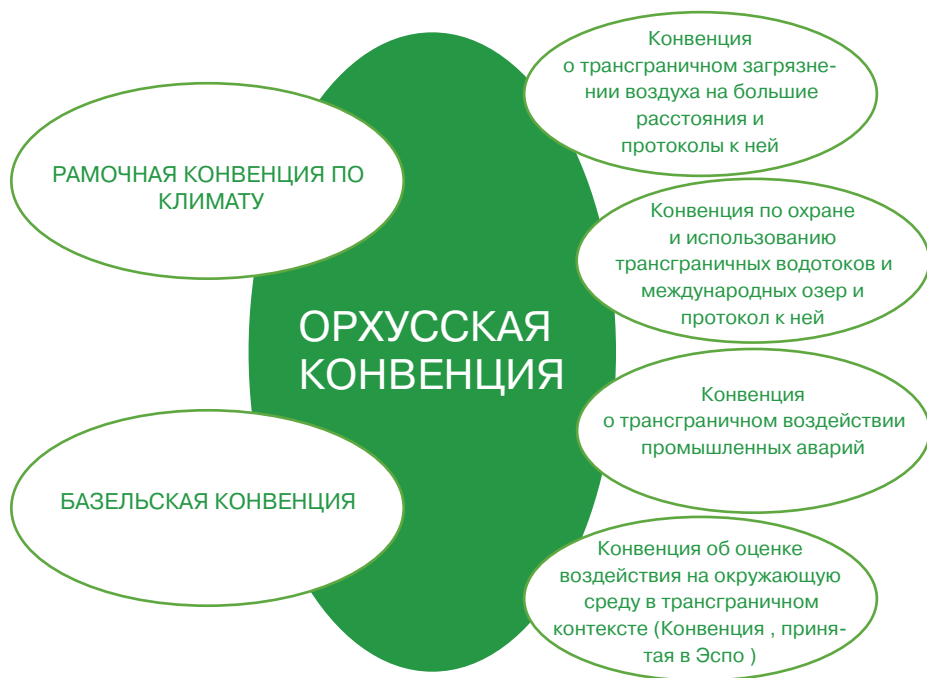 РАМОЧНАЯ КОНВЕНЦИЯ ПО
КЛИМАТУ
БАЗЕЛЬСКАЯ КОНВЕНЦИЯ
ОРХУССКАЯ
КОНВЕНЦИЯ
Конвенция
о трансграничном загрязне-
нии воздуха на большие
расстояния и
протоколы к ней
Конвенция по охране
и использованию
трансграничных водотоков и
международных озер и
протокол к ней
Конвенция
о трансграничном воздействии
промышленных аварий
Конвенция об оценке
воздействия на окружающую
среду в трансграничном
контексте (Конвенция , приня-
тая в Эспо )